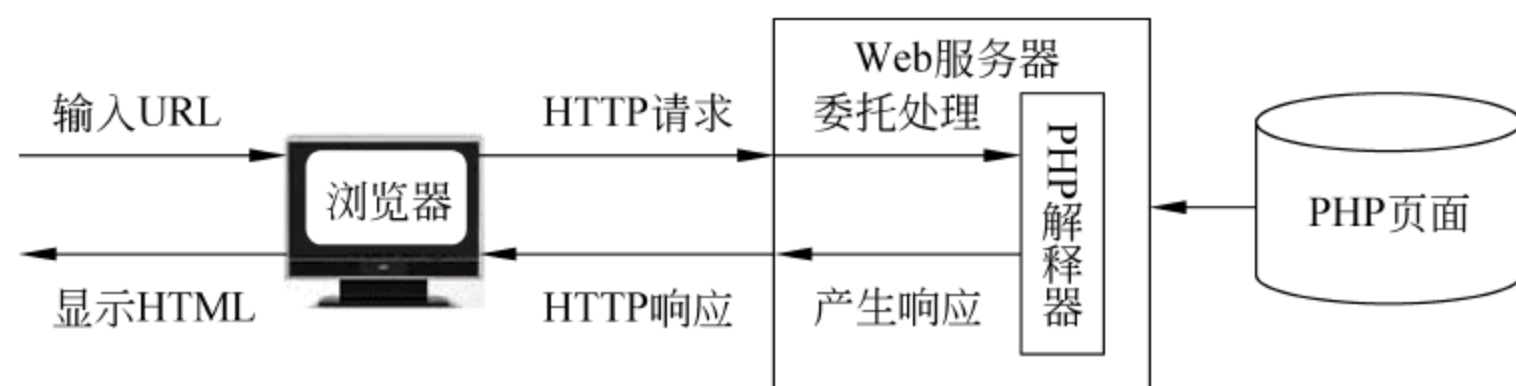 Web服务器
输入URL
HTTP请求
委托处理
浏览器
PHP解释器
PHP页面
显示HTML
HTTP响应
产生响应